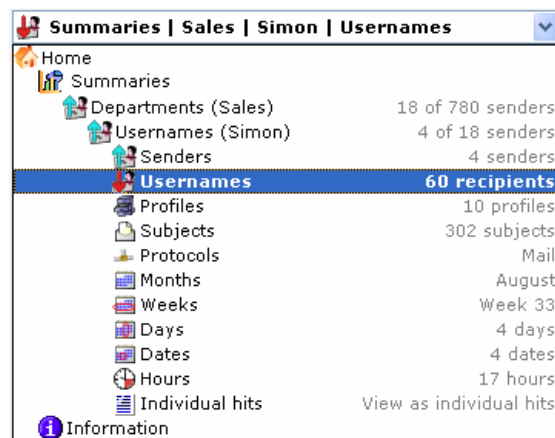 Summaries | Sales | Simon | Usernames
Home
Summaries
Departments (Sales) 18 of 780 senders
Usernames (Simon) 4 of 18 senders
Senders 4 senders
Usernames 60 recipients
Profiles 10 profiles
Subjects 302 subjects
Protocols Mail
Months August
Weeks Week 33
Days 4 days
Dates 4 dates
Hours 17 hours
Individual hits View as individual hits
Information